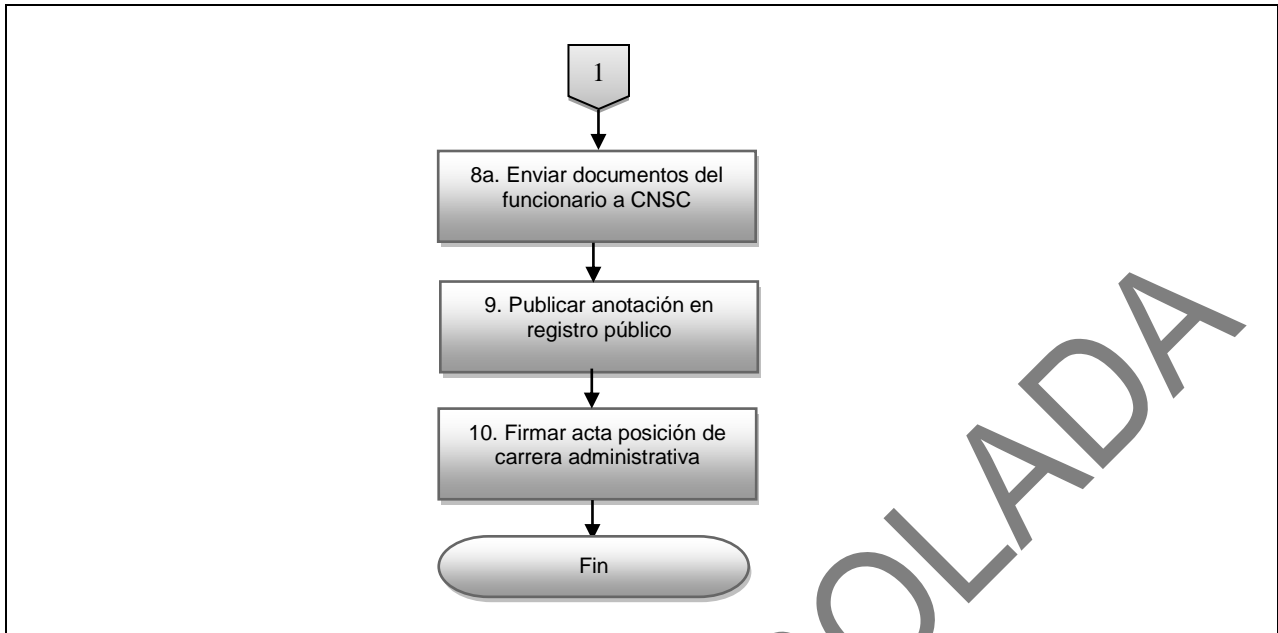 1
8a. Enviar documentos del
funcionario a CNSC
9. Publicar anotación en
registro público
10. Firmar acta posición de
carrera administrativa
Fin
OLADA